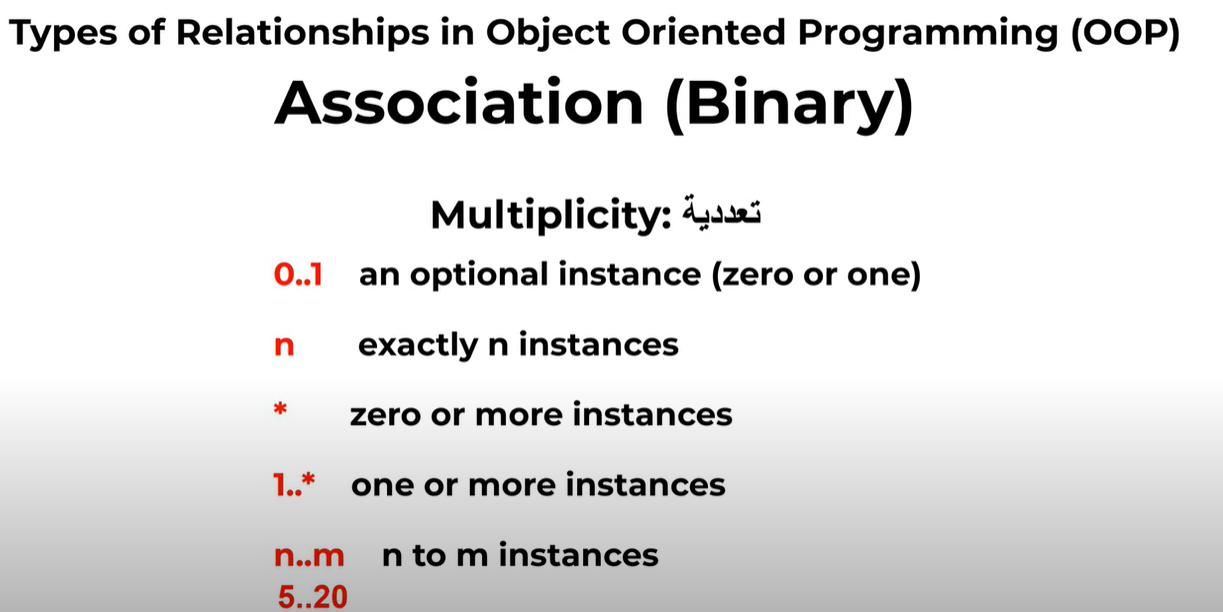 Types of Relationships in Object Oriented Programming (OOP)
Association (Binary)
Multiplicity: تعددية
0..1 an optional instance (zero or one)
n exactly n instances
* zero or more instances
1..* one or more instances
n..m n to m instances
5..20